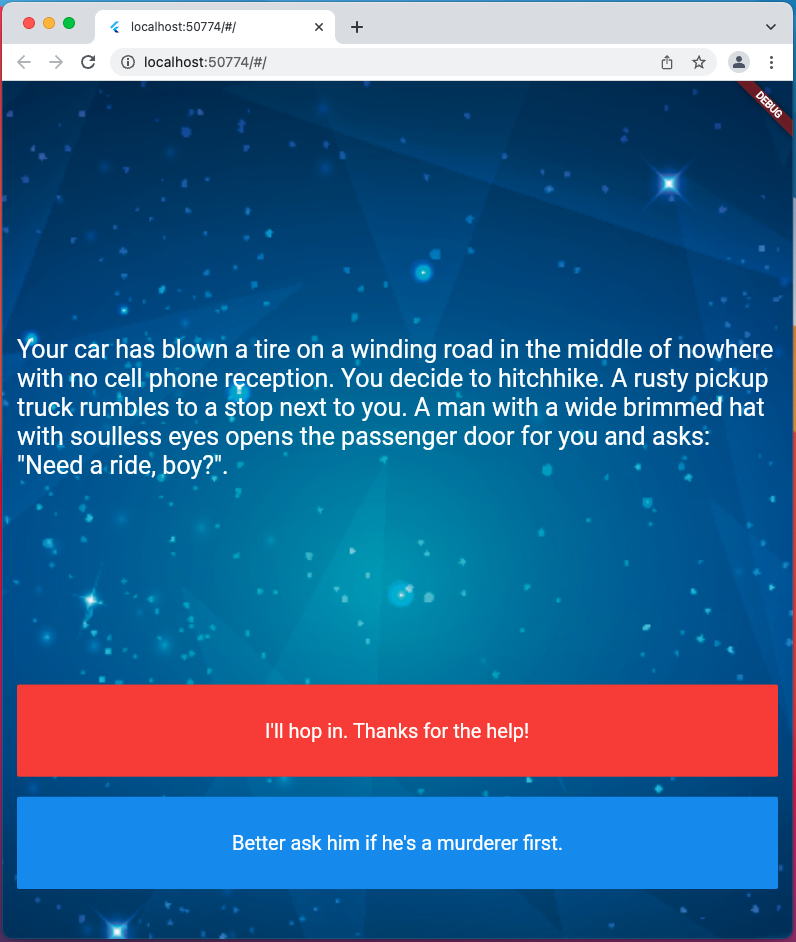 localhost:50774/#/
localhost:50774/#/
DEBUG
Your car has blown a tire on a winding road in the middle of nowhere
with no cell phone reception. You decide to hitchhike. A rusty pickup
truck rumbles to a stop next to you. A man with a wide brimmed hat
with soulless eyes opens the passenger door for you and asks:
"Need a ride, boy?".
I'll hop in. Thanks for the help!
Better ask him if he's a murderer first.